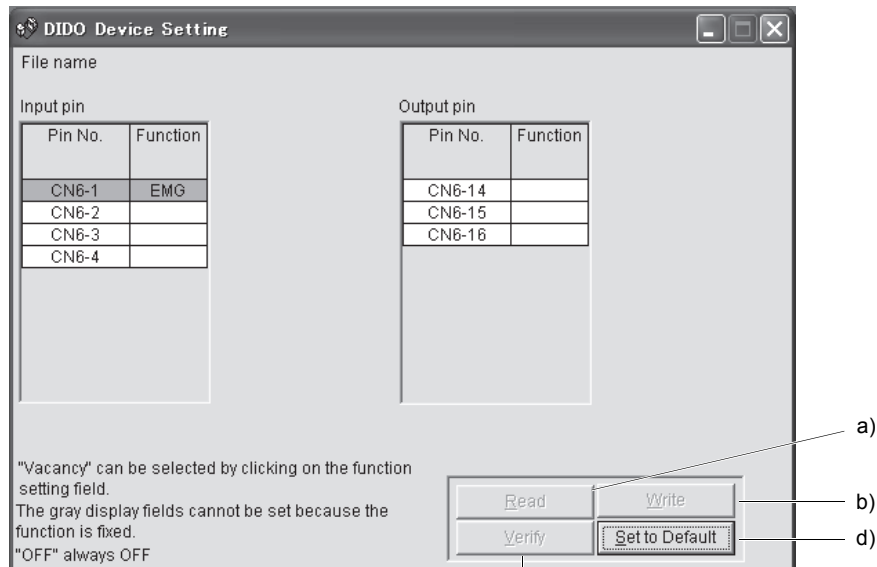 DIDO Device Setting
File name
Input pin
Output pin
Pin No. Function
CN6-1 EMG
CN6-2
CN6-3
CN6-4
Pin No. Function
CN6-14
CN6-15
CN6-16
"Vacancy" can be selected by clicking on the function
setting field.
The gray display fields cannot be set because the
function is fixed.
"OFF" always OFF
Read
Write
Verify
Set to Default
a)
b)
d)